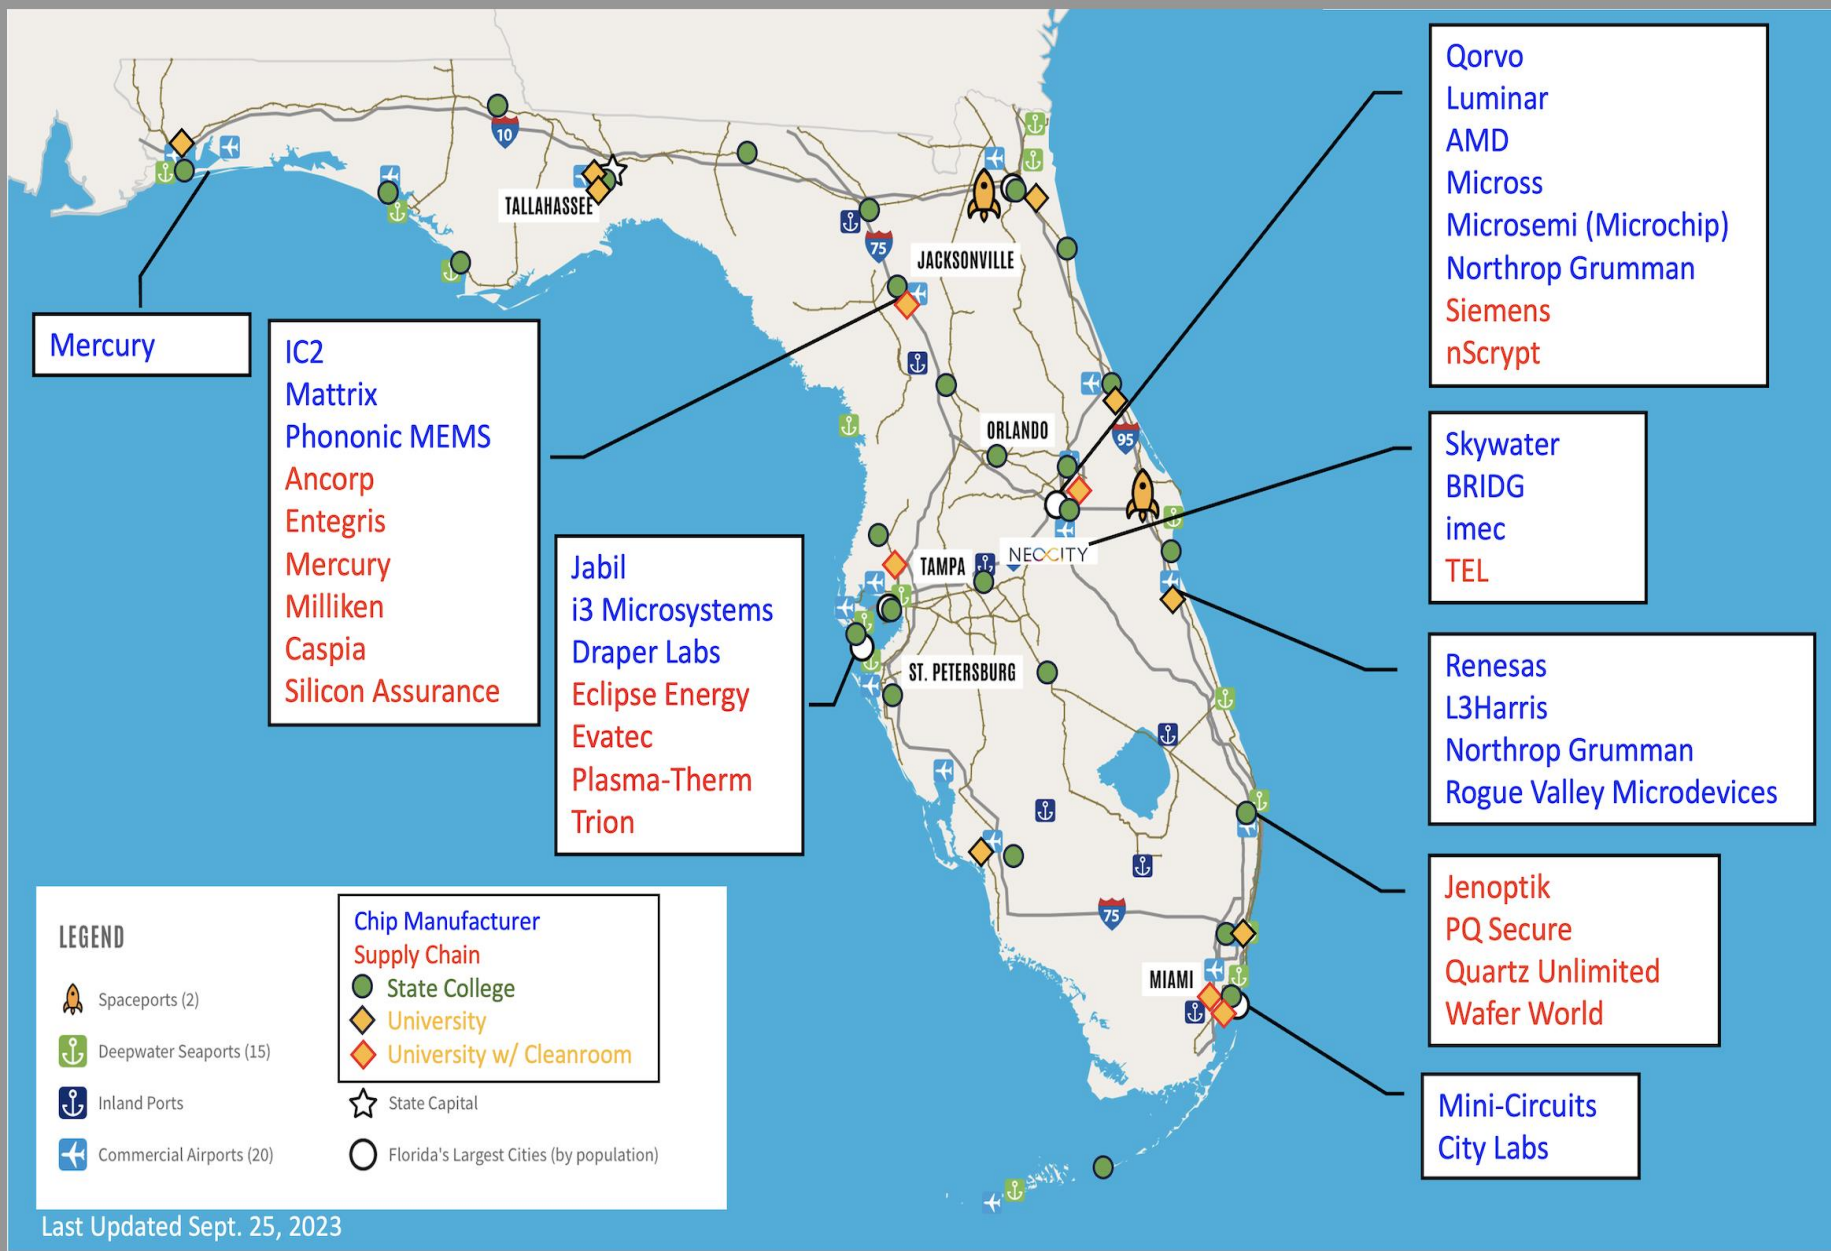 Qorvo
Luminar
AMD
Micross
Microsemi (Microchip)
Northrop Grumman
Siemens
nScrypt
10
TALLAHASSEE
75
JACKSONVILLE
Mercury
IC2
Mattrix
Phononic MEMS
Ancorp
Entegris
Mercury
Milliken
Caspia
Silicon Assurance
ORLANDO
95
Skywater
BRIDG
imec
TEL
NEOCITY
TAMPA
Jabil
i3 Microsystems
Draper Labs
Eclipse Energy
Evatec
Plasma-Therm
Trion
ST. PETERSBURG
Renesas
L3Harris
Northrop Grumman
Rogue Valley Microdevices
Jenoptik
PQ Secure
Quartz Unlimited
Wafer World
75
MIAMI
Mini-Circuits
City Labs
LEGEND
Spaceports (2)
Deepwater Seaports (15)
Inland Ports
Commercial Airports (20)
Chip Manufacturer
Supply Chain
State College
University
University w/ Cleanroom
State Capital
Florida's Largest Cities (by population)
Last Updated Sept. 25, 2023